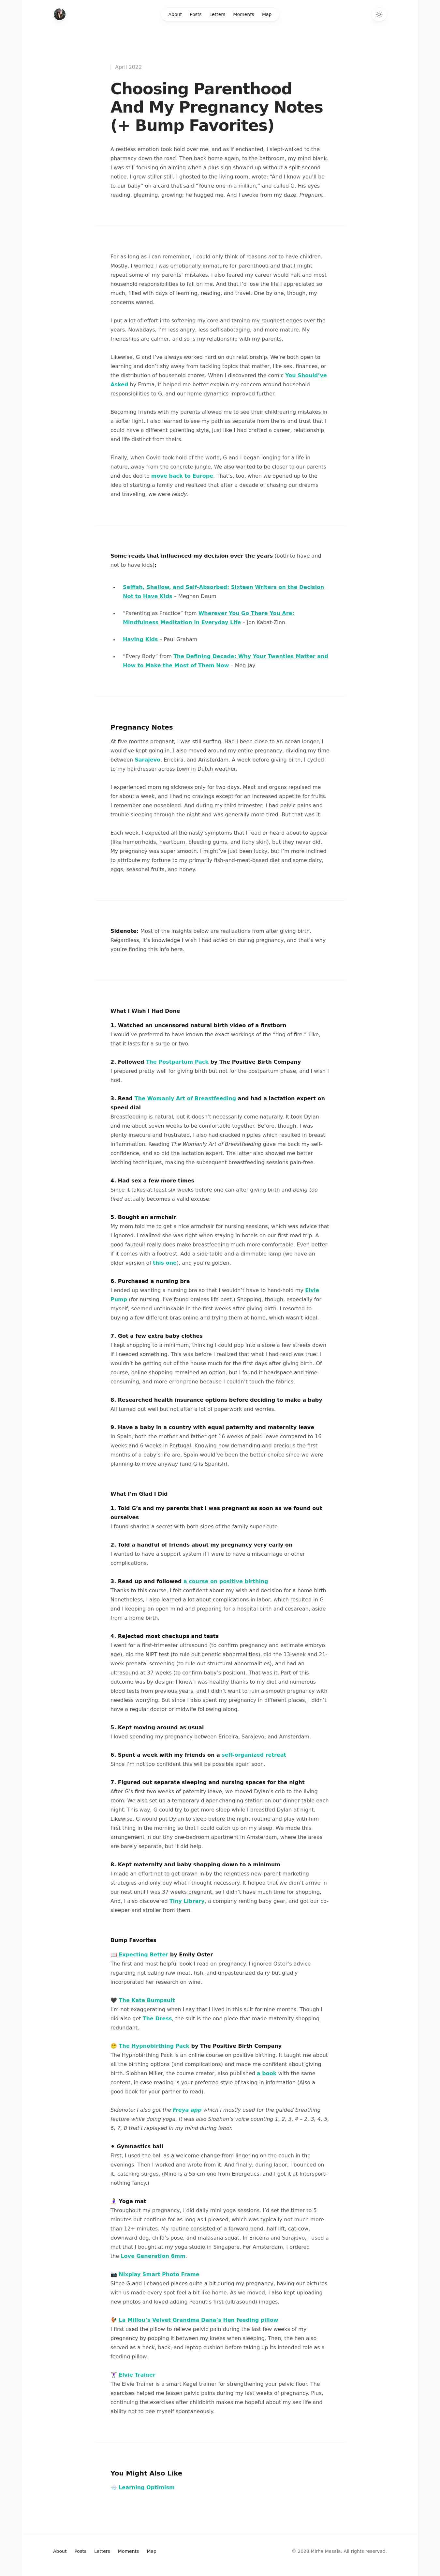 About Posts Letters Moments Map
April 2022
Choosing Parenthood
And My Pregnancy Notes
(+ Bump Favorites)
A restless emotion took hold over me, and as if enchanted, I slept-walked to the
pharmacy down the road. Then back home again, to the bathroom, my mind blank.
I was still focusing on aiming when a plus sign showed up without a split-second
notice. I grew stiller still. I ghosted to the living room, wrote: "And I know you'll be
to our baby" on a card that said "You're one in a million," and called G. His eyes
reading, gleaming, growing; he hugged me. And I awoke from my daze. Pregnant.
For as long as I can remember, I could only think of reasons not to have children.
Mostly, I worried I was emotionally immature for parenthood and that I might
repeat some of my parents' mistakes. I also feared my career would halt and most
household responsibilities to fall on me. And that I'd lose the life I appreciated so
much, filled with days of learning, reading, and travel. One by one, though, my
concerns waned.
I put a lot of effort into softening my core and taming my roughest edges over the
years. Nowadays, I'm less angry, less self-sabotaging, and more mature. My
friendships are calmer, and so is my relationship with my parents.
Likewise, G and I've always worked hard on our relationship. We're both open to
learning and don't shy away from tackling topics that matter, like sex, finances, or
the distribution of household chores. When I discovered the comic You Should've
Asked by Emma, it helped me better explain my concerns around household
responsibilities to G, and our home dynamics improved further.
Becoming friends with my parents allowed me to see their childrearing mistakes in
a softer light. I also learned to see my path as separate from theirs and trust that I
could have a different parenting style, just like I had crafted a career, relationship,
and life distinct from theirs.
Finally, when Covid took hold of the world, G and I began longing for a life in
nature, away from the concrete jungle. We also wanted to be closer to our parents
and decided to move back to Europe. That's, too, when we opened up to the
idea of starting a family and realized that after a decade of chasing our dreams
and traveling, we were ready.
Some reads that influenced my decision over the years (both to have and
not to have kids):
• Selfish, Shallow, and Self-Absorbed: Sixteen Writers on the Decision
Not to Have Kids – Meghan Daum
• "Parenting as Practice" from Wherever You Go There You Are:
Mindfulness Meditation in Everyday Life – Jon Kabat-Zinn
• Having Kids – Paul Graham
• "Every Body" from The Defining Decade: Why Your Twenties Matter and
How to Make the Most of Them Now – Meg Jay
Pregnancy Notes
At five months pregnant, I was still surfing. Had I been close to an ocean longer, I
would've kept going in. I also moved around my entire pregnancy, dividing my time
between Sarajevo, Ericeira, and Amsterdam. A week before giving birth, I cycled
to my hairdresser across town in Dutch weather.
I experienced morning sickness only for two days. Meat and organs repulsed me
for about a week, and I had no cravings except for an increased appetite for fruits.
I remember one nosebleed. And during my third trimester, I had pelvic pains and
trouble sleeping through the night and was generally more tired. But that was it.
Each week, I expected all the nasty symptoms that I read or heard about to appear
(like hemorrhoids, heartburn, bleeding gums, and itchy skin), but they never did.
My pregnancy was super smooth. I might've just been lucky, but I'm more inclined
to attribute my fortune to my primarily fish-and-meat-based diet and some dairy,
eggs, seasonal fruits, and honey.
Sidenote: Most of the insights below are realizations from after giving birth.
Regardless, it's knowledge I wish I had acted on during pregnancy, and that's why
you're finding this info here.
What I Wish I Had Done
1. Watched an uncensored natural birth video of a firstborn
I would've preferred to have known the exact workings of the "ring of fire." Like,
that it lasts for a surge or two.
2. Followed The Postpartum Pack by The Positive Birth Company
I prepared pretty well for giving birth but not for the postpartum phase, and I wish I
had.
3. Read The Womanly Art of Breastfeeding and had a lactation expert on
speed dial
Breastfeeding is natural, but it doesn't necessarily come naturally. It took Dylan
and me about seven weeks to be comfortable together. Before, though, I was
plenty insecure and frustrated. I also had cracked nipples which resulted in breast
inflammation. Reading The Womanly Art of Breastfeeding gave me back my self-
confidence, and so did the lactation expert. The latter also showed me better
latching techniques, making the subsequent breastfeeding sessions pain-free.
4. Had sex a few more times
Since it takes at least six weeks before one can after giving birth and being too
tired actually becomes a valid excuse.
5. Bought an armchair
My mom told me to get a nice armchair for nursing sessions, which was advice that
I ignored. I realized she was right when staying in hotels on our first road trip. A
good fauteuil really does make breastfeeding much more comfortable. Even better
if it comes with a footrest. Add a side table and a dimmable lamp (we have an
older version of this one), and you're golden.
6. Purchased a nursing bra
I ended up wanting a nursing bra so that I wouldn't have to hand-hold my Elvie
Pump (for nursing, I've found braless life best.) Shopping, though, especially for
myself, seemed unthinkable in the first weeks after giving birth. I resorted to
buying a few different bras online and trying them at home, which wasn't ideal.
7. Got a few extra baby clothes
I kept shopping to a minimum, thinking I could pop into a store a few streets down
if I needed something. This was before I realized that what I had read was true: I
wouldn't be getting out of the house much for the first days after giving birth. Of
course, online shopping remained an option, but I found it headspace and time-
consuming, and more error-prone because I couldn't touch the fabrics.
8. Researched health insurance options before deciding to make a baby
All turned out well but not after a lot of paperwork and worries.
9. Have a baby in a country with equal paternity and maternity leave
In Spain, both the mother and father get 16 weeks of paid leave compared to 16
weeks and 6 weeks in Portugal. Knowing how demanding and precious the first
months of a baby's life are, Spain would've been the better choice since we were
planning to move anyway (and G is Spanish).
What I'm Glad I Did
1. Told G's and my parents that I was pregnant as soon as we found out
ourselves
I found sharing a secret with both sides of the family super cute.
2. Told a handful of friends about my pregnancy very early on
I wanted to have a support system if I were to have a miscarriage or other
complications.
3. Read up and followed a course on positive birthing
Thanks to this course, I felt confident about my wish and decision for a home birth.
Nonetheless, I also learned a lot about complications in labor, which resulted in G
and I keeping an open mind and preparing for a hospital birth and cesarean, aside
from a home birth.
4. Rejected most checkups and tests
I went for a first-trimester ultrasound (to confirm pregnancy and estimate embryo
age), did the NIPT test (to rule out genetic abnormalities), did the 13-week and 21-
week prenatal screening (to rule out structural abnormalities), and had an
ultrasound at 37 weeks (to confirm baby's position). That was it. Part of this
outcome was by design: I knew I was healthy thanks to my diet and numerous
blood tests from previous years, and I didn't want to ruin a smooth pregnancy with
needless worrying. But since I also spent my pregnancy in different places, I didn't
have a regular doctor or midwife following along.
5. Kept moving around as usual
I loved spending my pregnancy between Ericeira, Sarajevo, and Amsterdam.
6. Spent a week with my friends on a self-organized retreat
Since I'm not too confident this will be possible again soon.
7. Figured out separate sleeping and nursing spaces for the night
After G's first two weeks of paternity leave, we moved Dylan's crib to the living
room. We also set up a temporary diaper-changing station on our dinner table each
night. This way, G could try to get more sleep while I breastfed Dylan at night.
Likewise, G would put Dylan to sleep before the night routine and play with him
first thing in the morning so that I could catch up on my sleep. We made this
arrangement in our tiny one-bedroom apartment in Amsterdam, where the areas
are barely separate, but it did help.
8. Kept maternity and baby shopping down to a minimum
I made an effort not to get drawn in by the relentless new-parent marketing
strategies and only buy what I thought necessary. It helped that we didn't arrive in
our nest until I was 37 weeks pregnant, so I didn't have much time for shopping.
And, I also discovered Tiny Library, a company renting baby gear, and got our co-
sleeper and stroller from them.
Bump Favorites
📖 Expecting Better by Emily Oster
The first and most helpful book I read on pregnancy. I ignored Oster's advice
regarding not eating raw meat, fish, and unpasteurized dairy but gladly
incorporated her research on wine.
🖤 The Kate Bumpsuit
I'm not exaggerating when I say that I lived in this suit for nine months. Though I
did also get The Dress, the suit is the one piece that made maternity shopping
redundant.
The Hypnobirthing Pack by The Positive Birth Company
The Hypnobirthing Pack is an online course on positive birthing. It taught me about
all the birthing options (and complications) and made me confident about giving
birth. Siobhan Miller, the course creator, also published a book with the same
content, in case reading is your preferred style of taking in information (Also a
good book for your partner to read).
Sidenote: I also got the Freya app which I mostly used for the guided breathing
feature while doing yoga. It was also Siobhan's voice counting 1, 2, 3, 4 – 2, 3, 4, 5,
6, 7, 8 that I replayed in my mind during labor.
⚫ Gymnastics ball
First, I used the ball as a welcome change from lingering on the couch in the
evenings. Then I worked and wrote from it. And finally, during labor, I bounced on
it, catching surges. (Mine is a 55 cm one from Energetics, and I got it at Intersport–
nothing fancy.)
Yoga mat
Throughout my pregnancy, I did daily mini yoga sessions. I'd set the timer to 5
minutes but continue for as long as I pleased, which was typically not much more
than 12+ minutes. My routine consisted of a forward bend, half lift, cat-cow,
downward dog, child's pose, and malasana squat. In Ericeira and Sarajevo, I used a
mat that I bought at my yoga studio in Singapore. For Amsterdam, I ordered
the Love Generation 6mm.
📷 Nixplay Smart Photo Frame
Since G and I changed places quite a bit during my pregnancy, having our pictures
with us made every spot feel a bit like home. As we moved, I also kept uploading
new photos and loved adding Peanut's first (ultrasound) images.
🐓 La Millou's Velvet Grandma Dana's Hen feeding pillow
I first used the pillow to relieve pelvic pain during the last few weeks of my
pregnancy by popping it between my knees when sleeping. Then, the hen also
served as a neck, back, and laptop cushion before taking up its intended role as a
feeding pillow.
Elvie Trainer
The Elvie Trainer is a smart Kegel trainer for strengthening your pelvic floor. The
exercises helped me lessen pelvic pains during my last weeks of pregnancy. Plus,
continuing the exercises after childbirth makes me hopeful about my sex life and
ability not to pee myself spontaneously.
You Might Also Like
Learning Optimism
About Posts Letters Moments Map
© 2023 Mirha Masala. All rights reserved.